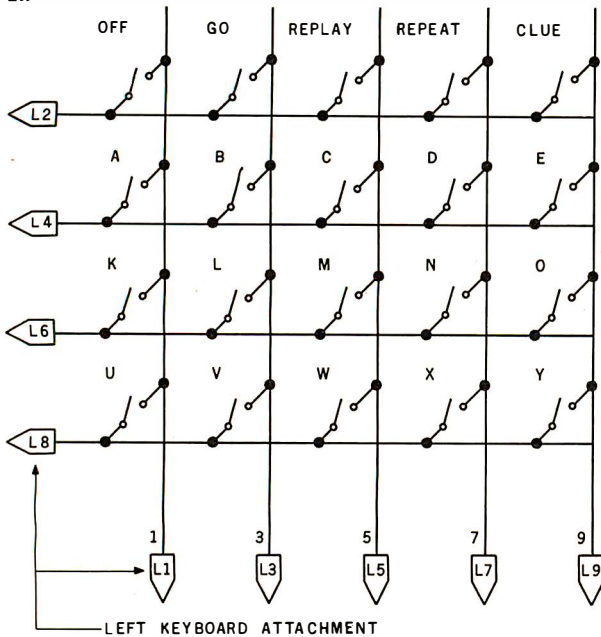 OFF GO REPLAY REPEAT CLUE
L2
A B C D E
L4
K L M N O
L6
U V W X Y
L8
1 3 5 7 9
L1 L3 L5 L7 L9
LEFT KEYBOARD ATTACHMENT